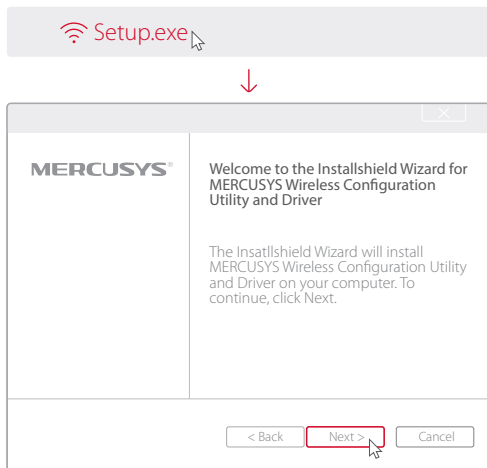 Setup.exe
MERCUSYS®
Welcome to the Installshield Wizard for
MERCUSYS Wireless Configuration
Utility and Driver
The Insatllshield Wizard will install
MERCUSYS Wireless Configuration Utility
and Driver on your computer. To
continue, click Next.
< Back
Next >
Cancel